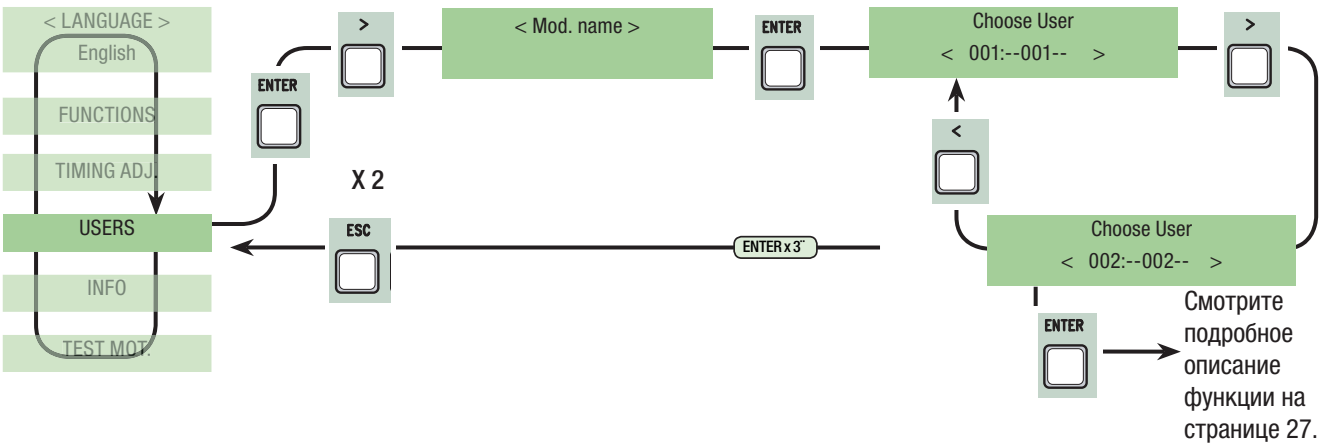 < LANGUAGE >
English
FUNCTIONS
TIMING ADJ.
USERS
INFO
TEST MOT.
ENTER
>
< Mod. name >
ENTER
Choose User
< 001:--001-- >
>
<
Choose User
< 002:--002-- >
X 2
ESC
ENTER x 3¨
ENTER
Смотрите
подробное
описание
функции на
странице 27.